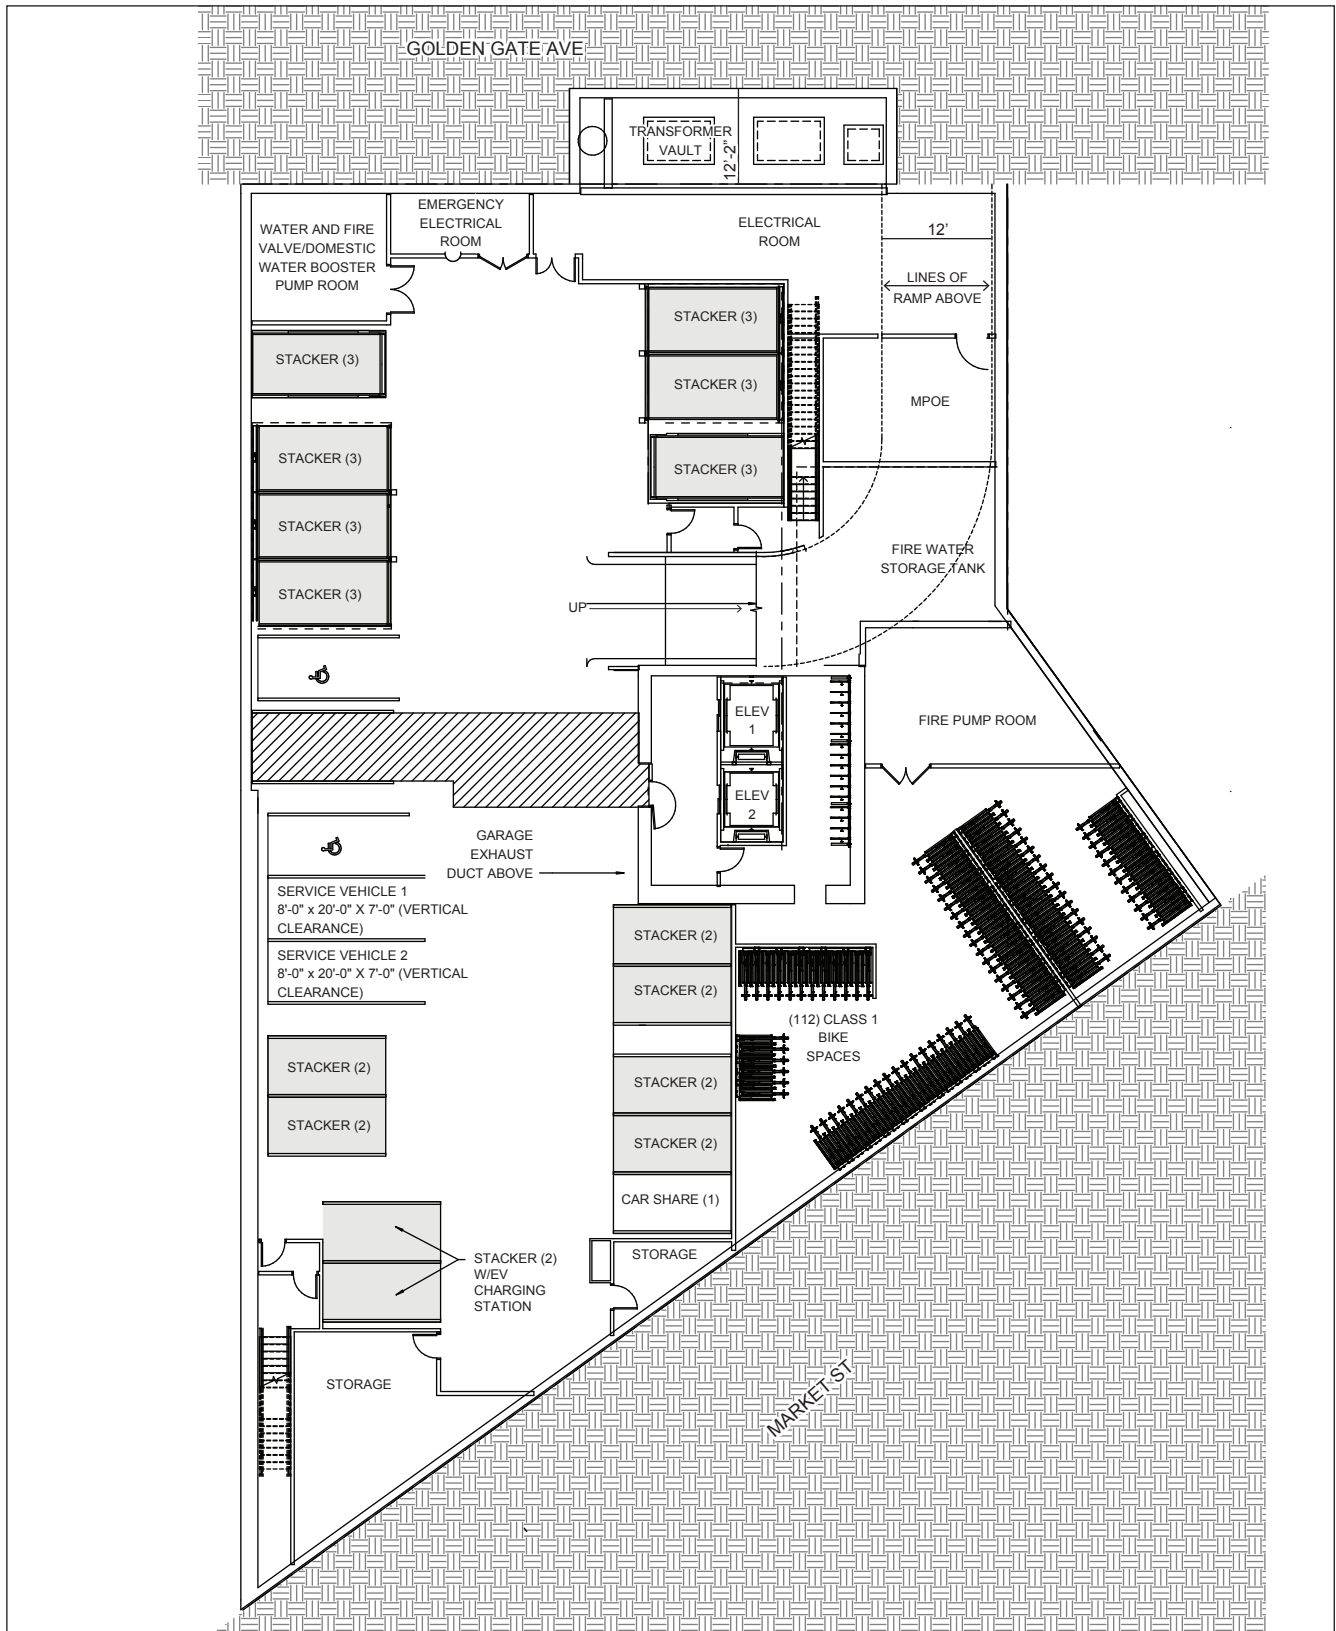 GOLDEN GATE AVE
TRANSFORMER
VAULT
12'-2"
WATER AND FIRE
VALVE/DOMESTIC
WATER BOOSTER
PUMP ROOM
EMERGENCY
ELECTRICAL
ROOM
ELECTRICAL
ROOM
12'
LINES OF
RAMP ABOVE
STACKER (3)
STACKER (3)
STACKER (3)
STACKER (3)
STACKER (3)
STACKER (3)
STACKER (3)
MPOE
FIRE WATER
STORAGE TANK
UP
ELEV
1
ELEV
2
FIRE PUMP ROOM
GARAGE
EXHAUST
DUCT ABOVE
SERVICE VEHICLE 1
8'-0" x 20'-0" X 7'-0" (VERTICAL
CLEARANCE)
SERVICE VEHICLE 2
8'-0" x 20'-0" X 7'-0" (VERTICAL
CLEARANCE)
STACKER (2)
STACKER (2)
STACKER (2)
STACKER (2)
(112) CLASS 1
BIKE
SPACES
STACKER (2)
STACKER (2)
CAR SHARE (1)
STORAGE
STACKER (2)
W/EV
CHARGING
STATION
STORAGE
MARKET ST